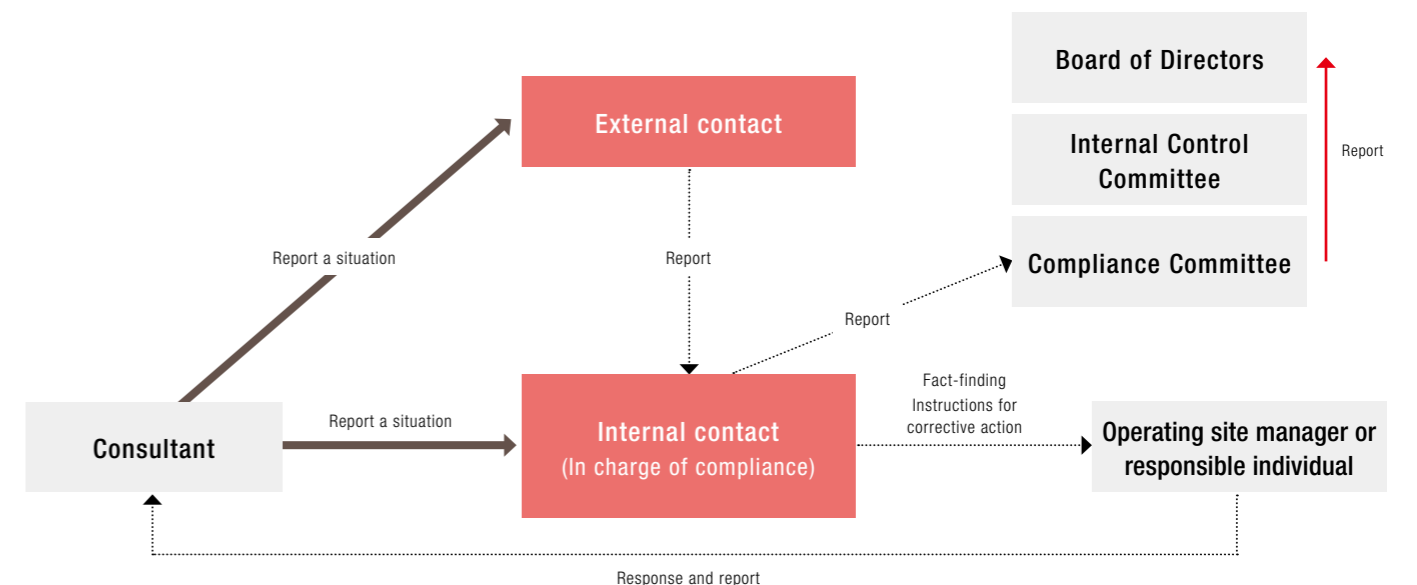 Board of Directors
External contact
Internal Control
Committee
Report
Report a situation
Report
Compliance Committee
Report
Fact-finding
Instructions for
corrective action
Consultant
Report a situation
Internal contact
(In charge of compliance)
Operating site manager or
responsible individual
Response and report